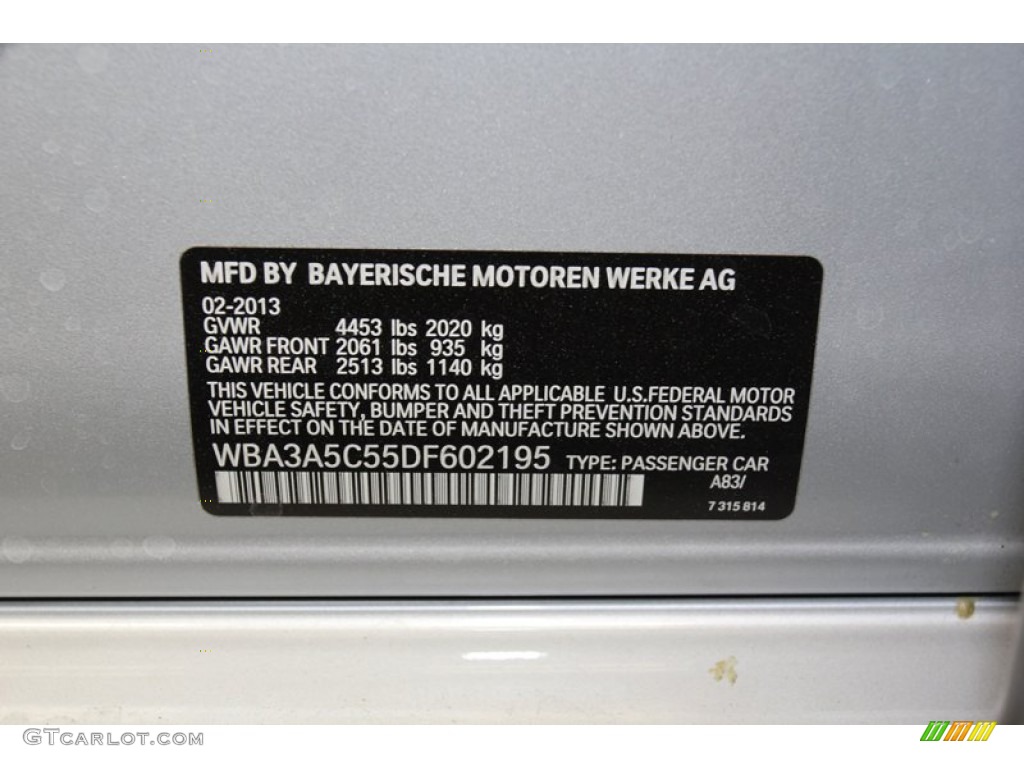 MFD BY BAYERISCHE MOTOREN WERKE AG
02-2013
GVWR 4453 lbs 2020 kg
GAWR FRONT 2061 lbs 935 kg
GAWR REAR 2513 lbs 1140 kg
THIS VEHICLE CONFORMS TO ALL APPLICABLE U.S.FEDERAL MOTOR
VEHICLE SAFETY, BUMPER AND THEFT PREVENTION STANDARDS
IN EFFECT ON THE DATE OF MANUFACTURE SHOWN ABOVE.
WBA3A5C55DF602195 TYPE: PASSENGER CAR
A83/
7 315 814
GTCARLOT.COM